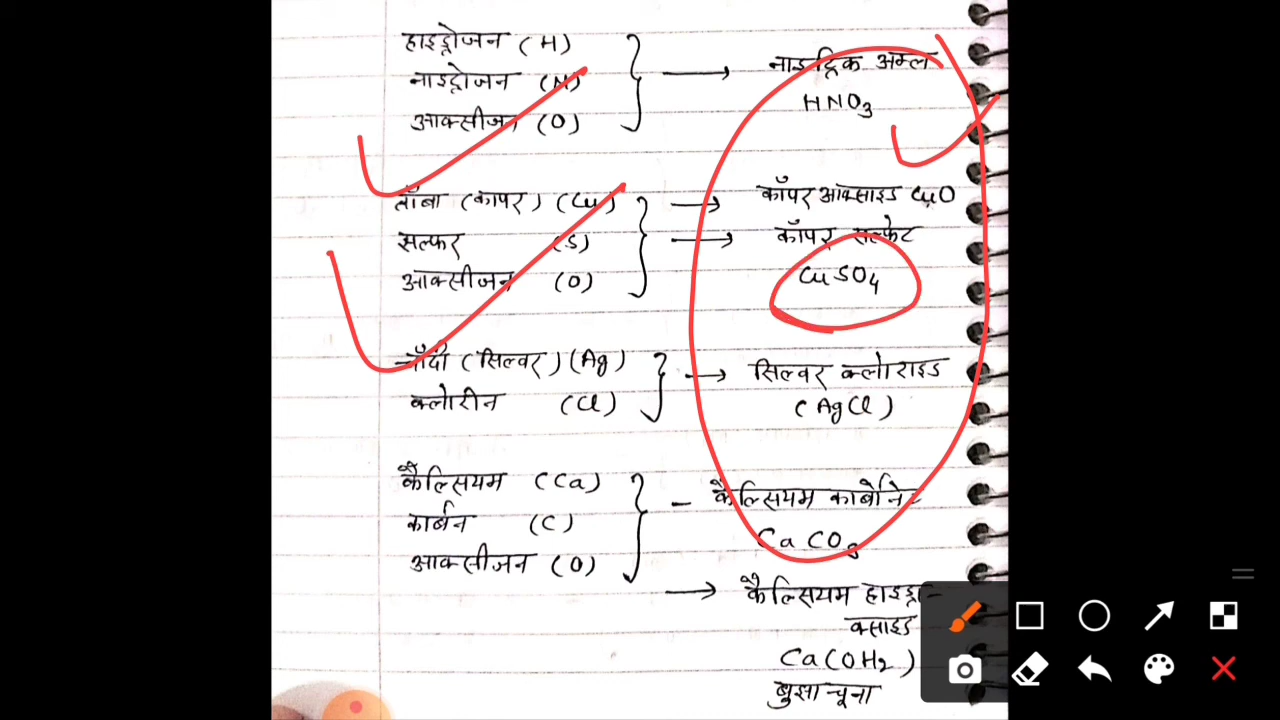 हाइड्रोजन (H)
नाइट्रोजन (N)
आक्सीजन (O)
नाइट्रिक अम्ल
HNO3
ताँबा (कॉपर) (Cu)
सल्फर (S)
आक्सीजन (O)
कॉपर ऑक्साइड CuO
कॉपर सल्फेट
CuSO4
चाँदी (सिल्वर) (Ag)
क्लोरीन (Cl)
सिल्वर क्लोराइड
(AgCl)
कैल्सियम (Ca)
कार्बन (C)
आक्सीजन (O)
कैल्सियम कार्बोनेट
CaCO3
कैल्सियम हाइड्रा-
क्साइड
Ca(OH2)
बुझा चूना